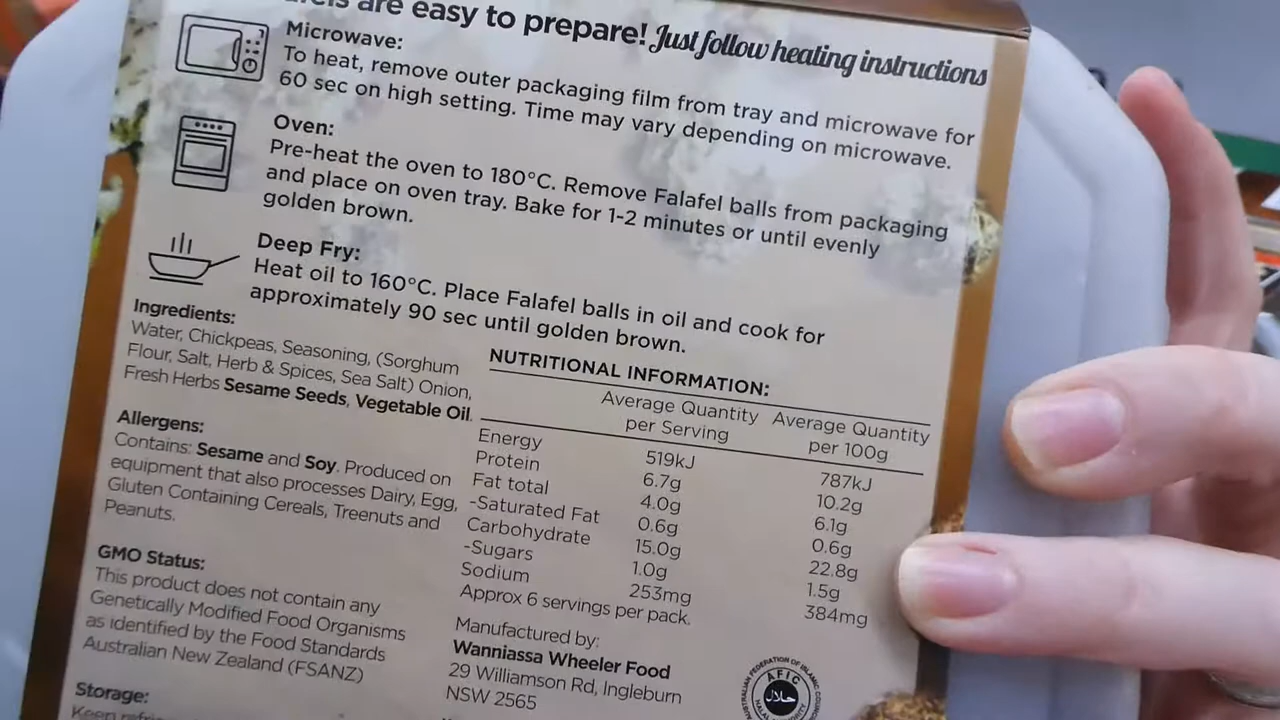 are easy to prepare! Just follow heating instructions
Microwave:
To heat, remove outer packaging film from tray and microwave for
60 sec on high setting. Time may vary depending on microwave.
Oven:
Pre-heat the oven to 180°C. Remove Falafel balls from packaging
and place on oven tray. Bake for 1-2 minutes or until evenly
golden brown.
Deep Fry:
Heat oil to 160°C. Place Falafel balls in oil and cook for
approximately 90 sec until golden brown.
Ingredients:
Water, Chickpeas, Seasoning, (Sorghum
Flour, Salt, Herb & Spices, Sea Salt) Onion,
Fresh Herbs Sesame Seeds, Vegetable Oil.
Allergens:
Contains: Sesame and Soy. Produced on
equipment that also processes Dairy, Egg,
Gluten Containing Cereals, Treenuts and
Peanuts.
GMO Status:
This product does not contain any
Genetically Modified Food Organisms
as identified by the Food Standards
Australian New Zealand (FSANZ)
Storage:
Keep
NUTRITIONAL INFORMATION:
Average Quantity Average Quantity
per Serving per 100g
Energy 519kJ 787kJ
Protein 6.7g 10.2g
Fat total 4.0g 6.1g
-Saturated Fat 0.6g 0.6g
Carbohydrate 15.0g 22.8g
-Sugars 1.0g 1.5g
Sodium 253mg 384mg
Approx 6 servings per pack.
Manufactured by:
Wanniassa Wheeler Food
29 Williamson Rd, Ingleburn
NSW 2565
AUSTRALIAN FEDERATION OF ISLAMIC
AFIC
حلال